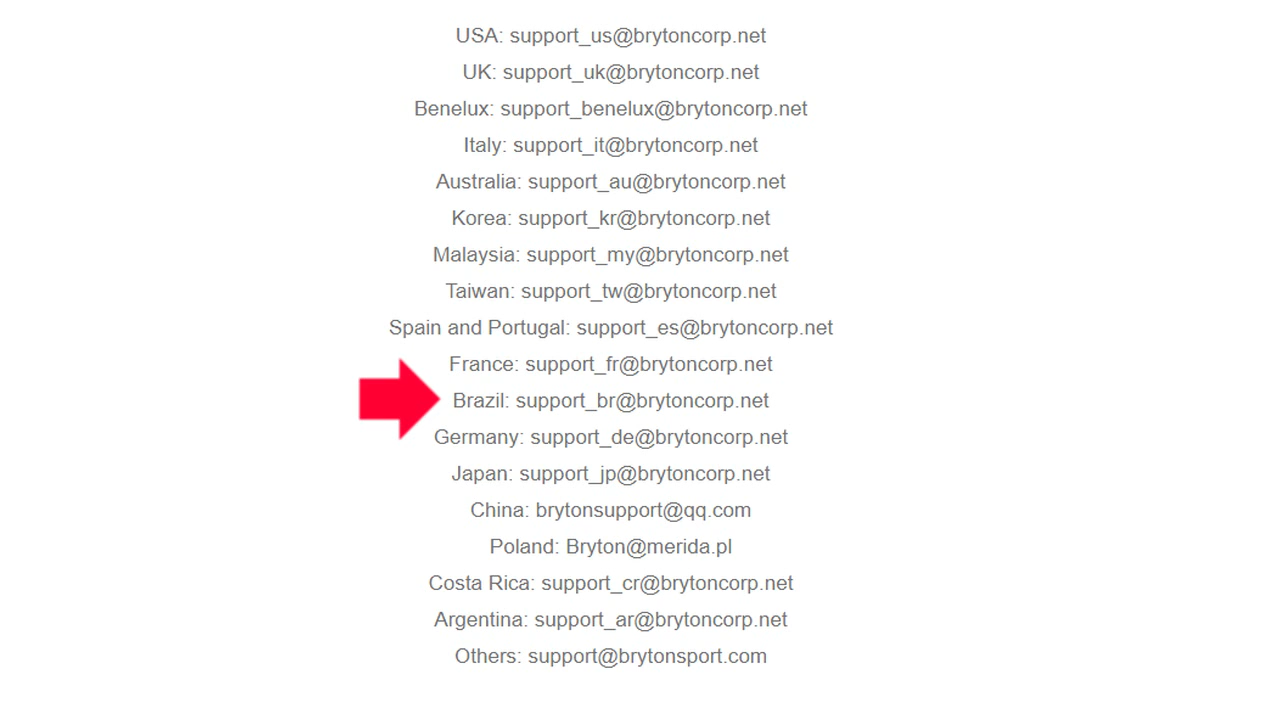 USA: support_us@brytoncorp.net
UK: support_uk@brytoncorp.net
Benelux: support_benelux@brytoncorp.net
Italy: support_it@brytoncorp.net
Australia: support_au@brytoncorp.net
Korea: support_kr@brytoncorp.net
Malaysia: support_my@brytoncorp.net
Taiwan: support_tw@brytoncorp.net
Spain and Portugal: support_es@brytoncorp.net
France: support_fr@brytoncorp.net
Brazil: support_br@brytoncorp.net
Germany: support_de@brytoncorp.net
Japan: support_jp@brytoncorp.net
China: brytonsupport@qq.com
Poland: Bryton@merida.pl
Costa Rica: support_cr@brytoncorp.net
Argentina: support_ar@brytoncorp.net
Others: support@brytonsport.com